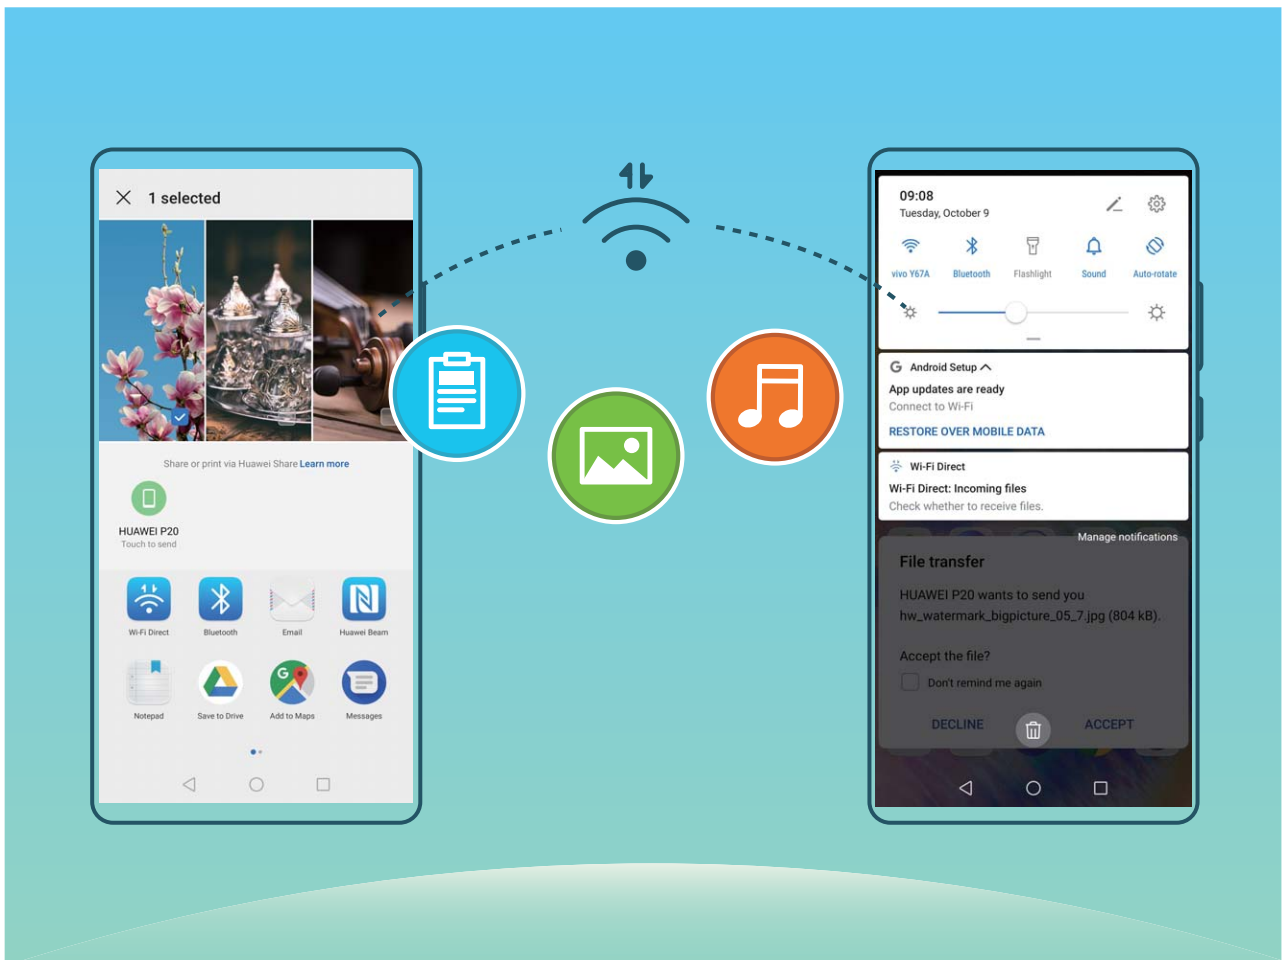 1 selected
Share or print via Huawei Share Learn more
HUAWEI P20
Touch to send
Wi-Fi Direct
Bluetooth
Email
Huawei Beam
Notepad
Save to Drive
Add to Maps
Messages
09:08
Tuesday, October 9
vivo Y67A
Bluetooth
Flashlight
Sound
Auto-rotate
G Android Setup
App updates are ready
Connect to Wi-Fi
RESTORE OVER MOBILE DATA
Wi-Fi Direct
Wi-Fi Direct: Incoming files
Check whether to receive files.
Manage notifications
File transfer
HUAWEI P20 wants to send you
hw_watermark_bigpicture_05_7.jpg (804 kB).
Accept the file?
Don't remind me again
DECLINE
ACCEPT